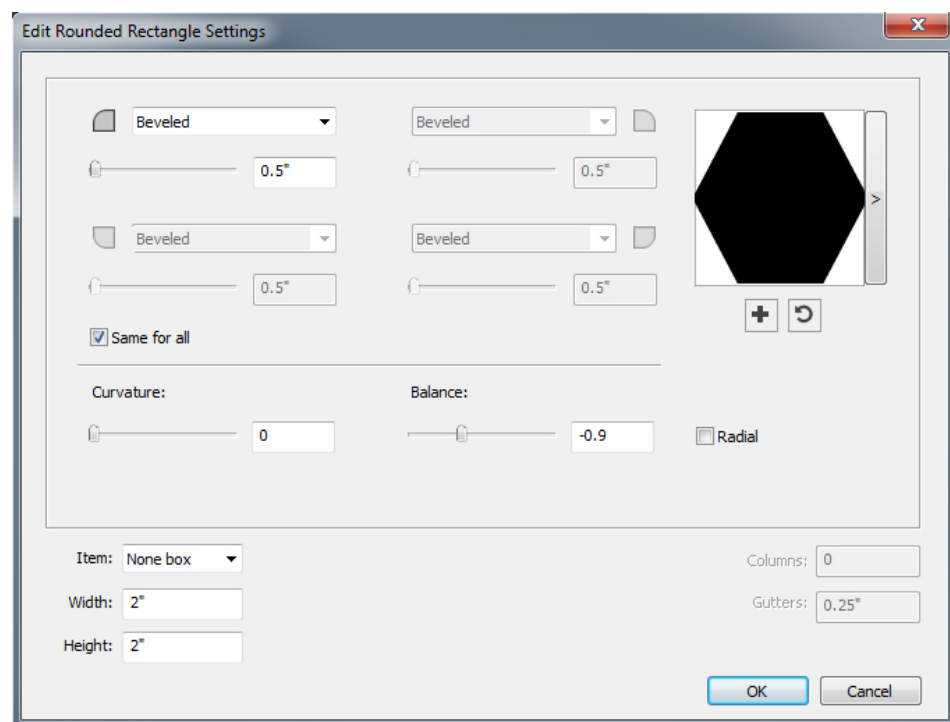 Edit Rounded Rectangle Settings
Beveled
Beveled
0.5"
0.5"
>
Beveled
Beveled
0.5"
0.5"
Same for all
Curvature:
Balance:
0
-0.9
Radial
Item: None box
Columns: 0
Width: 2"
Gutters: 0.25"
Height: 2"
OK
Cancel